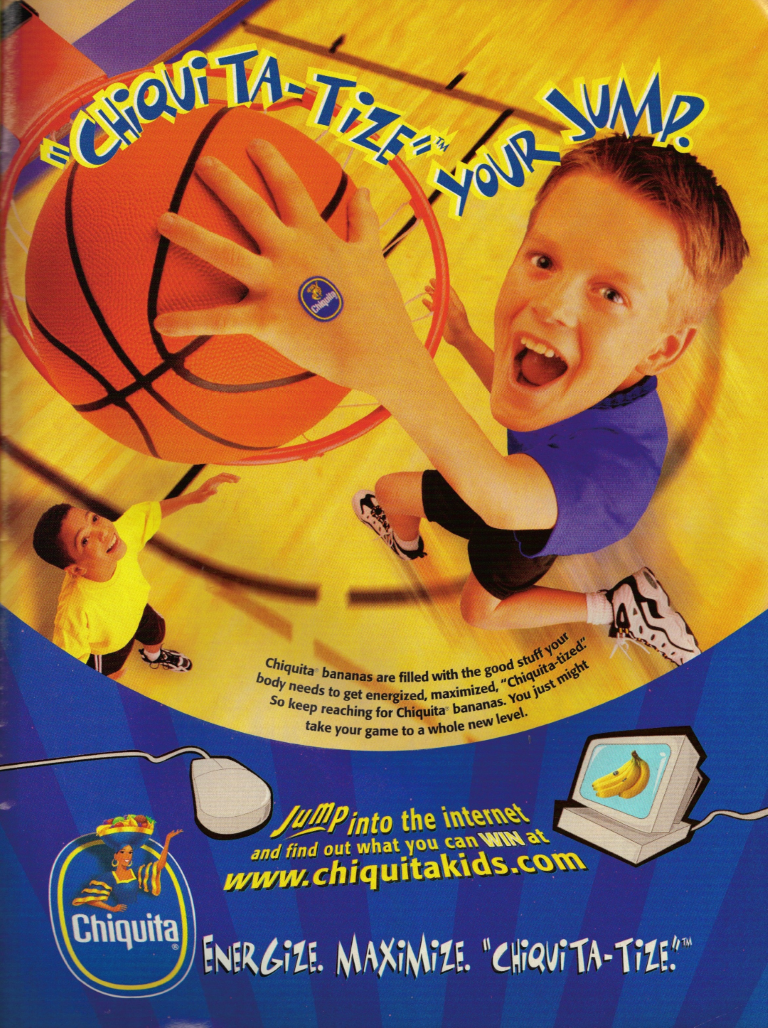 "CHiQUiTA-TiZE"™ YOUR JUMP.
Chiquita
Chiquita® bananas are filled with the good stuff your
body needs to get energized, maximized, "Chiquita-tized."
So keep reaching for Chiquita® bananas. You just might
take your game to a whole new level.
Jump into the internet
and find out what you can WIN at
www.chiquitakids.com
Chiquita®
ENERGiZE. MAXiMiZE. "CHiQUiTA-TiZE."™